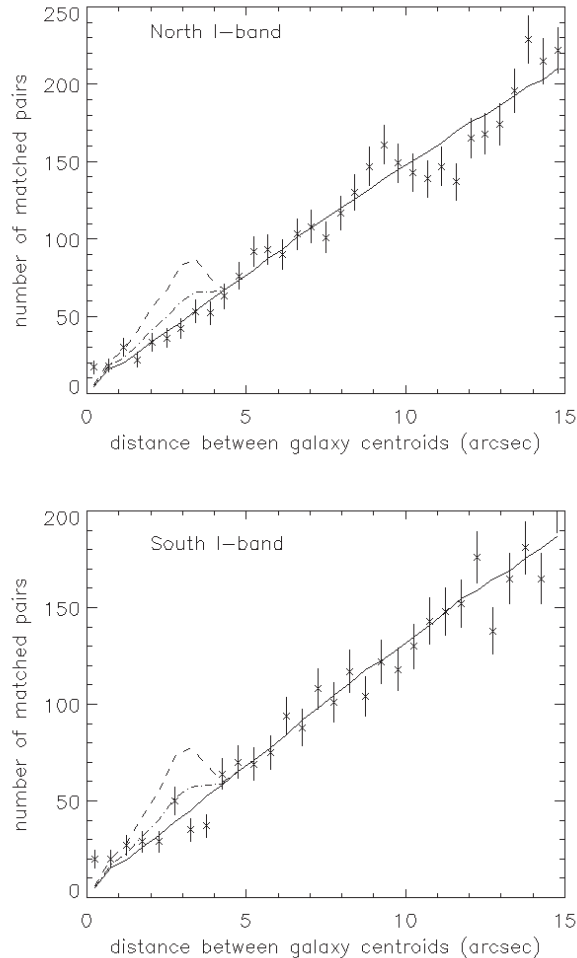 North I-band
250
200
150
100
50
0
number of matched pairs
0 5 10 15
distance between galaxy centroids (arcsec)
South I-band
200
150
100
50
0
number of matched pairs
0 5 10 15
distance between galaxy centroids (arcsec)